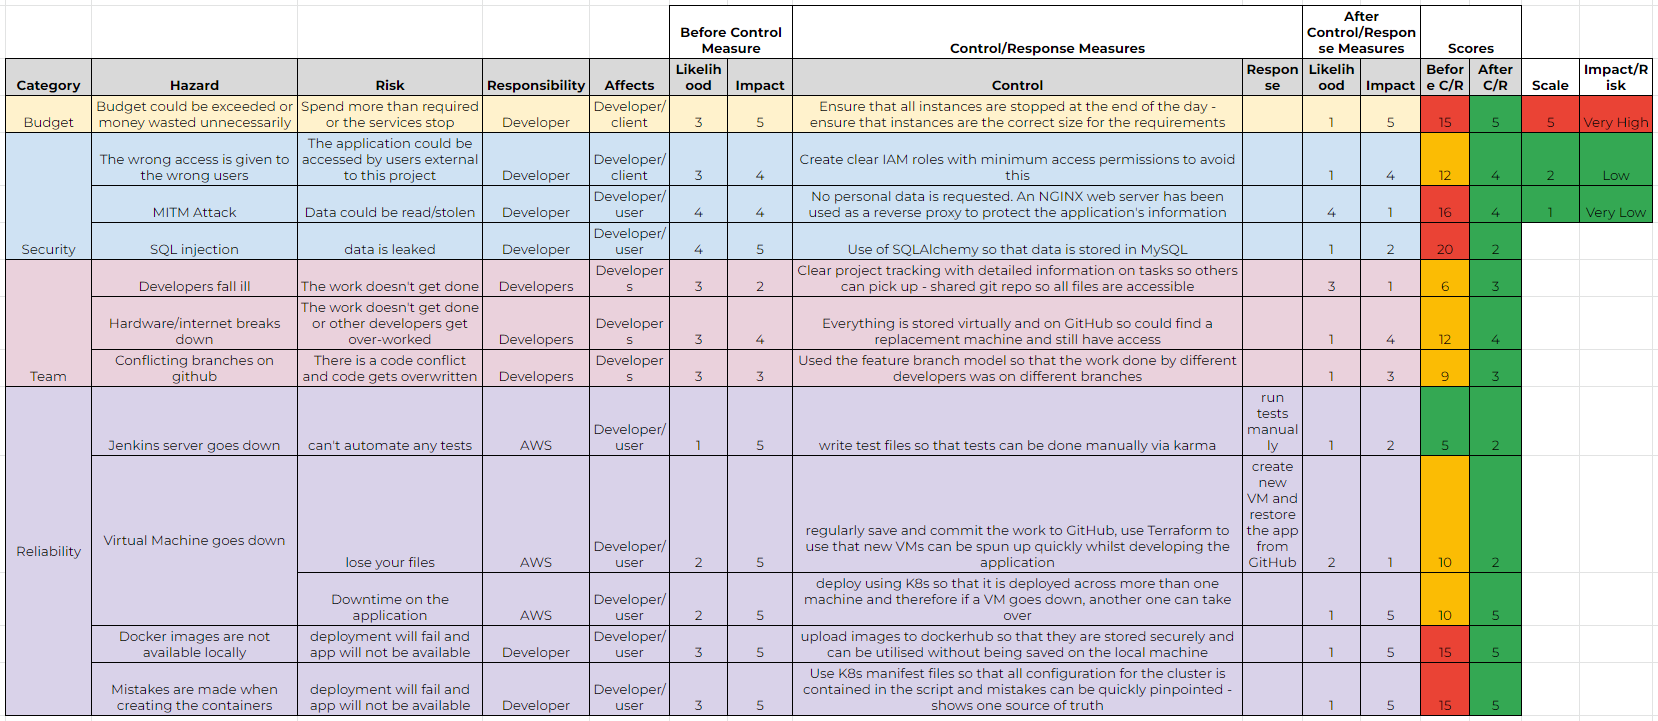 Before Control
Measure
Control/Response Measures
After
Control/Respon
se Measures
Scores
Category
Hazard
Risk
Responsibility
Affects
Likelih
ood
Impact
Control
Respon
se
Likelih
ood
Impact
Befor
e C/R
After
C/R
Scale
Impact/R
isk
Budget
Budget could be exceeded or
money wasted unnecessarily
Spend more than required
or the services stop
Developer
Developer/
client
3
5
Ensure that all instances are stopped at the end of the day -
ensure that instances are the correct size for the requirements
1
5
15
5
5
Very High
Security
The wrong access is given to
the wrong users
The application could be
accessed by users external
to this project
Developer
Developer/
client
3
4
Create clear IAM roles with minimum access permissions to avoid
this
1
4
12
4
2
Low
MITM Attack
Data could be read/stolen
Developer
Developer/
user
4
4
No personal data is requested. An NGINX web server has been
used as a reverse proxy to protect the application's information
4
1
16
4
1
Very Low
SQL injection
data is leaked
Developer
Developer/
user
4
5
Use of SQLAlchemy so that data is stored in MySQL
1
2
20
2
Team
Developers fall ill
The work doesn't get done
Developers
Developer
s
3
2
Clear project tracking with detailed information on tasks so others
can pick up - shared git repo so all files are accessible
3
1
6
3
Hardware/internet breaks
down
The work doesn't get done
or other developers get
over-worked
Developers
Developer
s
3
4
Everything is stored virtually and on GitHub so could find a
replacement machine and still have access
1
4
12
4
Conflicting branches on
github
There is a code conflict
and code gets overwritten
Developers
Developer
s
3
3
Used the feature branch model so that the work done by different
developers was on different branches
1
3
9
3
Reliability
Jenkins server goes down
can't automate any tests
AWS
Developer/
user
1
5
write test files so that tests can be done manually via karma
run
tests
manual
ly
1
2
5
2
Virtual Machine goes down
lose your files
AWS
Developer/
user
2
5
regularly save and commit the work to GitHub, use Terraform to
use that new VMs can be spun up quickly whilst developing the
application
create
new
VM and
restore
the app
from
GitHub
2
1
10
2
Downtime on the
application
AWS
Developer/
user
2
5
deploy using K8s so that it is deployed across more than one
machine and therefore if a VM goes down, another one can take
over
1
5
10
5
Docker images are not
available locally
deployment will fail and
app will not be available
Developer
Developer/
user
3
5
upload images to dockerhub so that they are stored securely and
can be utilised without being saved on the local machine
1
5
15
5
Mistakes are made when
creating the containers
deployment will fail and
app will not be available
Developer
Developer/
user
3
5
Use K8s manifest files so that all configuration for the cluster is
contained in the script and mistakes can be quickly pinpointed -
shows one source of truth
1
5
15
5